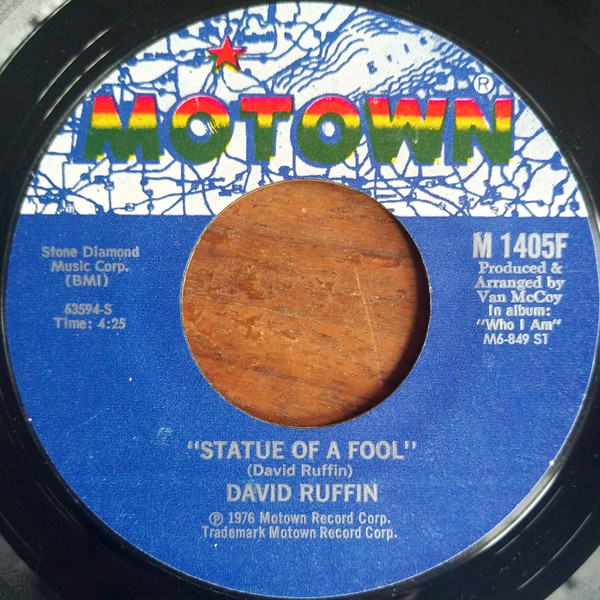 MOTOWN ®
Stone Diamond
Music Corp.
(BMI)
63594-S
Time: 4:25
M 1405F
Produced &
Arranged by
Van McCoy
In album:
"Who I Am"
M6-849 ST
"STATUE OF A FOOL"
(David Ruffin)
DAVID RUFFIN
℗ 1976 Motown Record Corp.
Trademark Motown Record Corp.